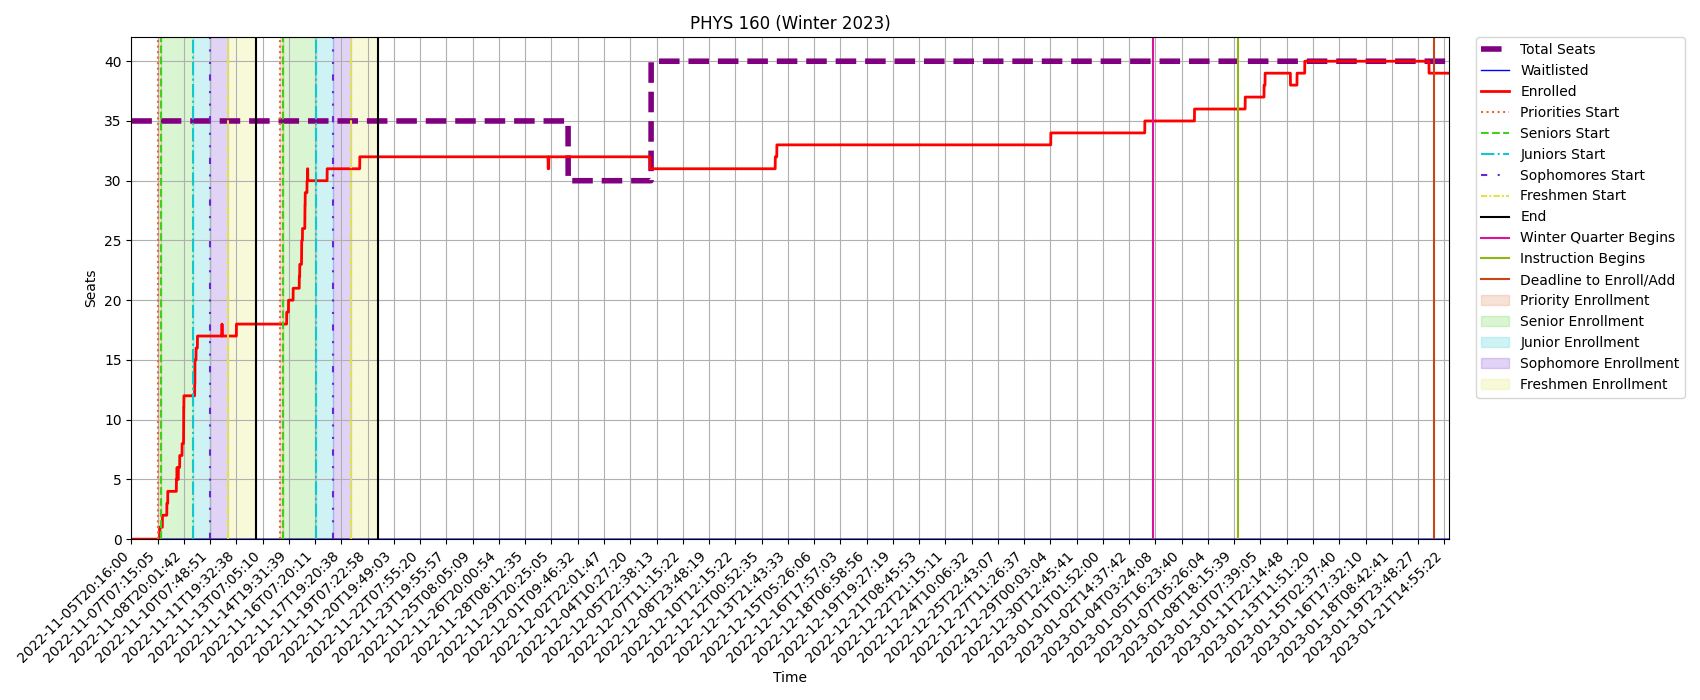 PHYS 160 (Winter 2023)
Seats
40
35
30
25
20
15
10
5
0
2022-11-05T20:16:00
2022-11-07T07:15:05
2022-11-08T20:01:42
2022-11-10T07:48:51
2022-11-11T19:32:38
2022-11-13T07:05:10
2022-11-14T19:31:39
2022-11-16T07:20:11
2022-11-17T19:20:38
2022-11-19T07:22:58
2022-11-20T19:49:03
2022-11-22T07:55:20
2022-11-23T19:55:57
2022-11-25T08:05:09
2022-11-26T20:00:54
2022-11-28T08:12:35
2022-11-29T20:25:05
2022-12-01T09:46:32
2022-12-02T22:01:47
2022-12-04T10:27:20
2022-12-05T22:38:13
2022-12-07T11:15:22
2022-12-08T23:48:19
2022-12-10T12:15:22
2022-12-12T00:52:35
2022-12-13T21:43:33
2022-12-15T05:26:06
2022-12-16T17:57:03
2022-12-18T06:58:56
2022-12-19T19:27:19
2022-12-21T08:45:53
2022-12-22T21:15:11
2022-12-24T10:06:32
2022-12-25T22:43:07
2022-12-27T11:26:37
2022-12-29T00:03:04
2022-12-30T12:45:41
2023-01-01T01:52:00
2023-01-02T14:37:42
2023-01-04T03:24:08
2023-01-05T16:23:40
2023-01-07T05:26:04
2023-01-08T18:15:39
2023-01-10T07:39:05
2023-01-11T22:14:48
2023-01-13T11:51:20
2023-01-15T02:37:40
2023-01-16T17:32:10
2023-01-18T08:42:41
2023-01-19T23:48:27
2023-01-21T14:55:22
Time
Total Seats
Waitlisted
Enrolled
Priorities Start
Seniors Start
Juniors Start
Sophomores Start
Freshmen Start
End
Winter Quarter Begins
Instruction Begins
Deadline to Enroll/Add
Priority Enrollment
Senior Enrollment
Junior Enrollment
Sophomore Enrollment
Freshmen Enrollment